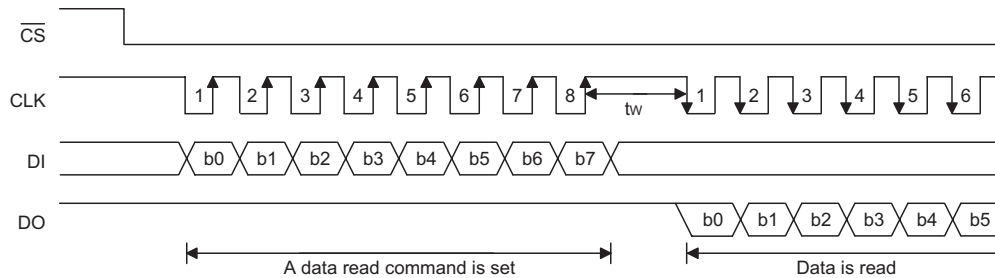 CS
CLK 1 2 3 4 5 6 7 8 tw 1 2 3 4 5 6
DI b0 b1 b2 b3 b4 b5 b6 b7
DO b0 b1 b2 b3 b4 b5
A data read command is set Data is read